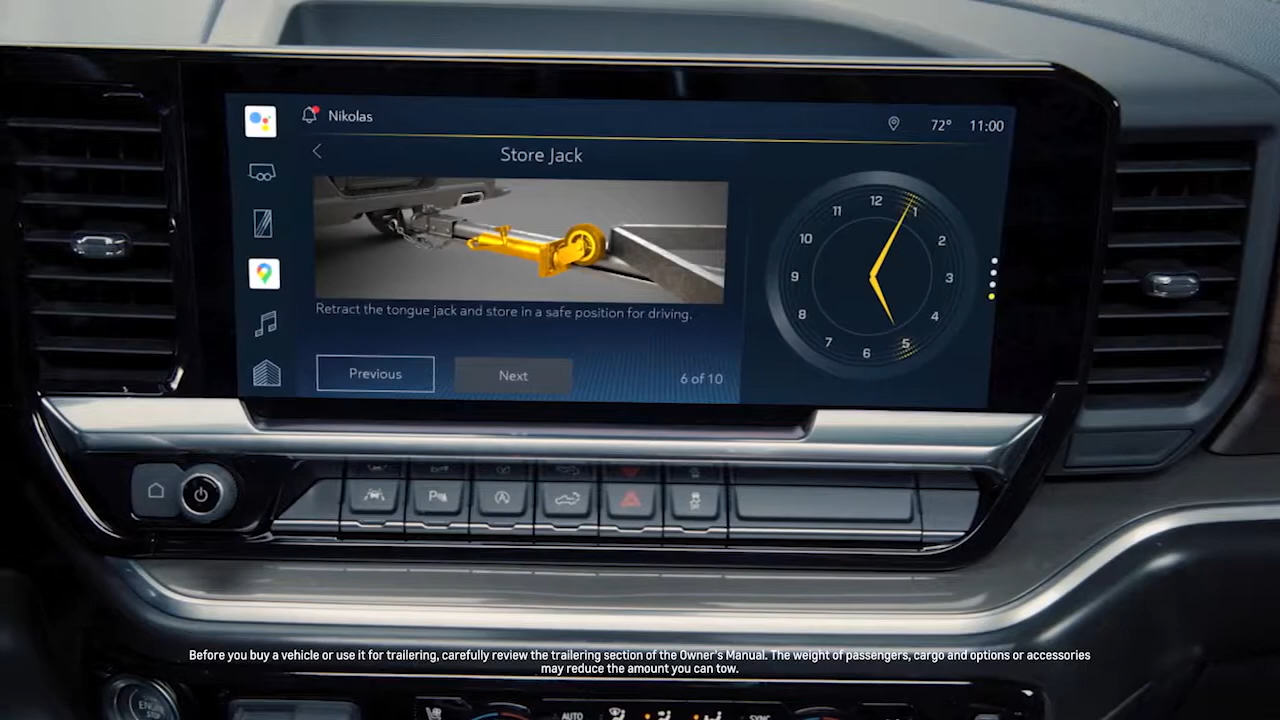 Nikolas
72° 11:00
Store Jack
Retract the tongue jack and store in a safe position for driving.
Previous
Next
6 of 10
12
1
2
3
4
5
6
7
8
9
10
11
P
A
Before you buy a vehicle or use it for trailering, carefully review the trailering section of the Owner's Manual. The weight of passengers, cargo and options or accessories
may reduce the amount you can tow.
ENGINE
AUTO
SYNC